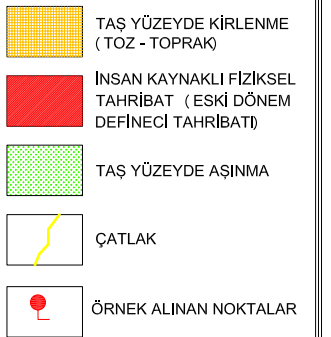 TAŞ YÜZEYDE KİRLENME
( TOZ - TOPRAK)
İNSAN KAYNAKLI FİZİKSEL
TAHRİBAT ( ESKİ DÖNEM
DEFİNECİ TAHRİBATI)
TAŞ YÜZEYDE AŞINMA
ÇATLAK
ÖRNEK ALINAN NOKTALAR